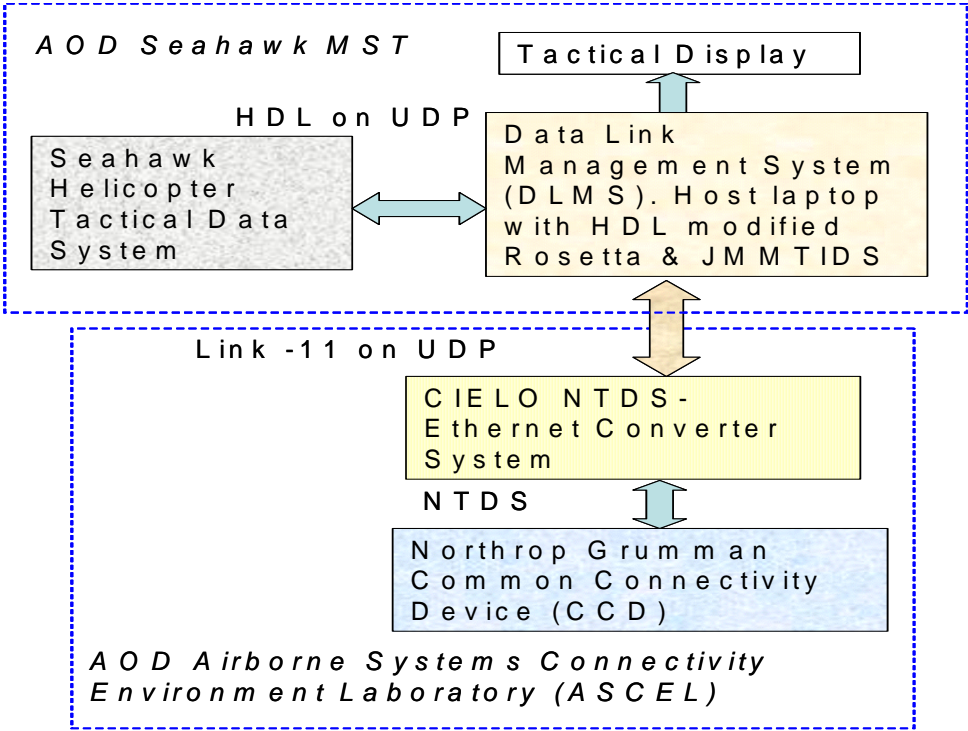 AOD Seahawk MST
Tactical Display
HDL on UDP
Seahawk
Helicopter
Tactical Data
System
Data Link
Management System
(DLMS). Host laptop
with HDL modified
Rosetta & JMMTIDS
Link -11 on UDP
CIELO NTDS-
Ethernet Converter
System
NTDS
Northrop Grumman
Common Connectivity
Device (CCD)
AOD Airborne Systems Connectivity
Environment Laboratory (ASCEL)